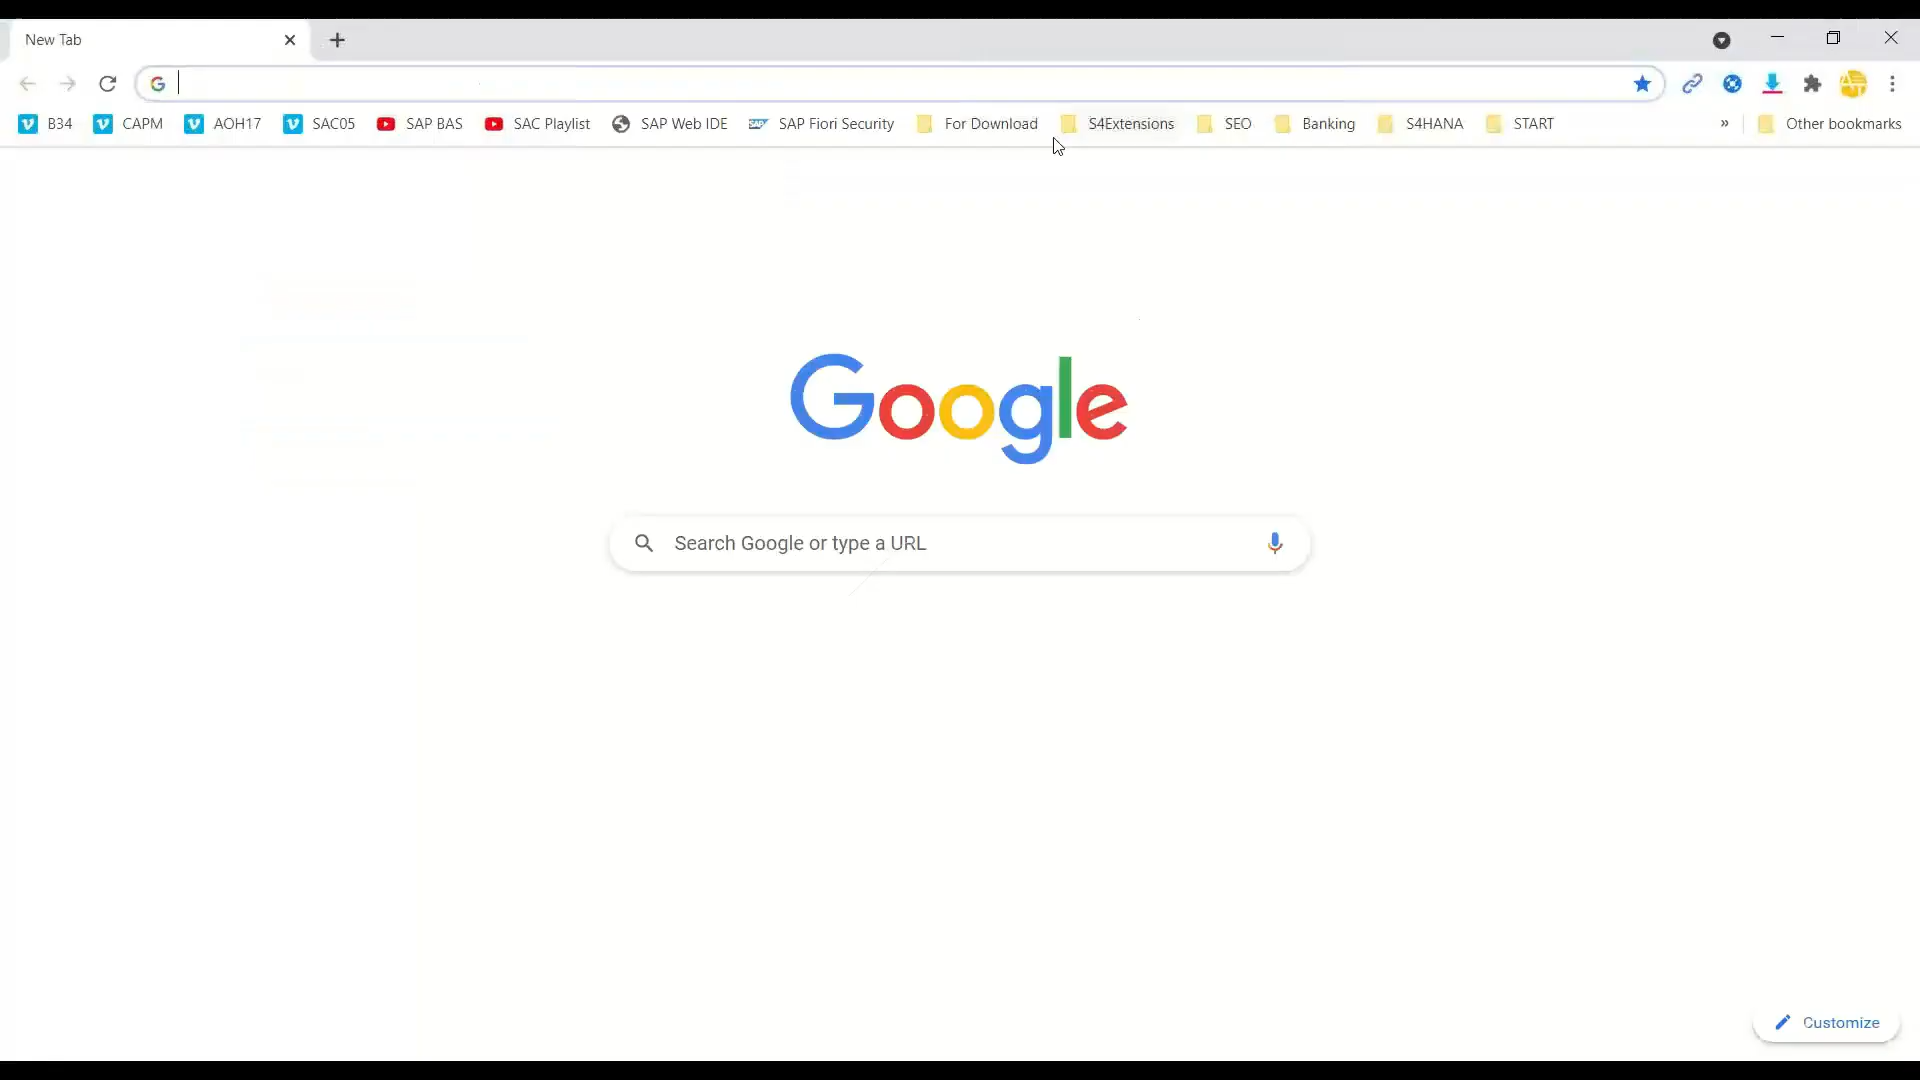 New Tab
B34 CAPM AOH17 SAC05 SAP BAS SAC Playlist SAP Web IDE SAP SAP Fiori Security For Download S4Extensions SEO Banking S4HANA START » Other bookmarks
Google
Search Google or type a URL
Customize